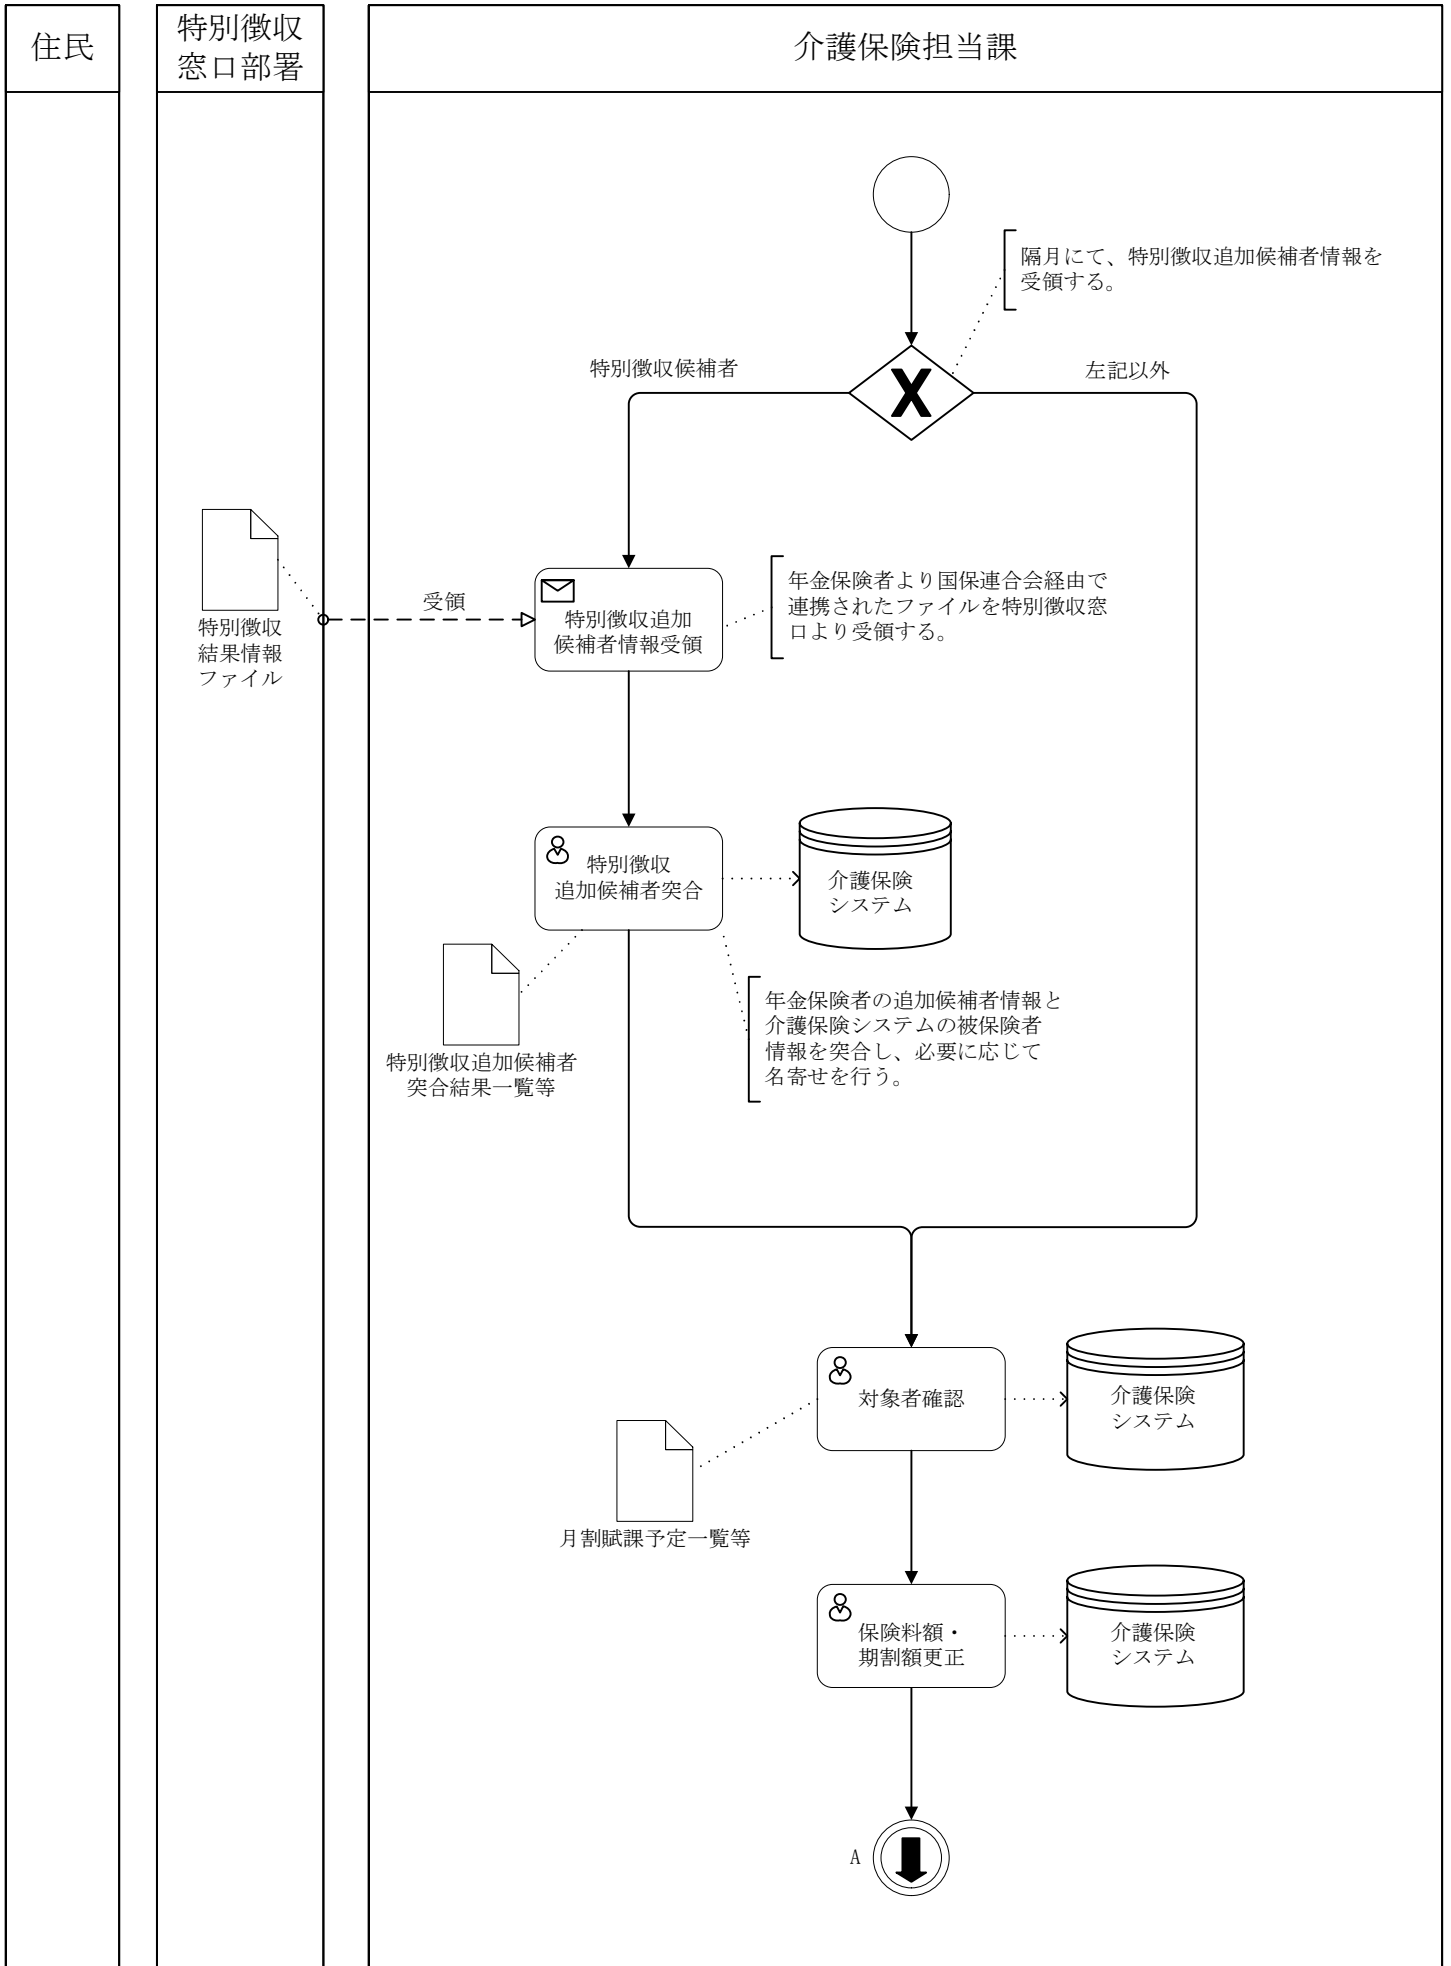 住民
特別徴収
窓口部署
介護保険担当課
隔月にて、特別徴収追加候補者情報を
受領する。
特別徴収候補者
左記以外
特別徴収
結果情報
ファイル
受領
特別徴収追加
候補者情報受領
年金保険者より国保連合会経由で
連携されたファイルを特別徴収窓
口より受領する。
特別徴収
追加候補者突合
介護保険
システム
特別徴収追加候補者
突合結果一覧等
年金保険者の追加候補者情報と
介護保険システムの被保険者
情報を突合し、必要に応じて
名寄せを行う。
対象者確認
介護保険
システム
月割賦課予定一覧等
保険料額・
期割額更正
介護保険
システム
A